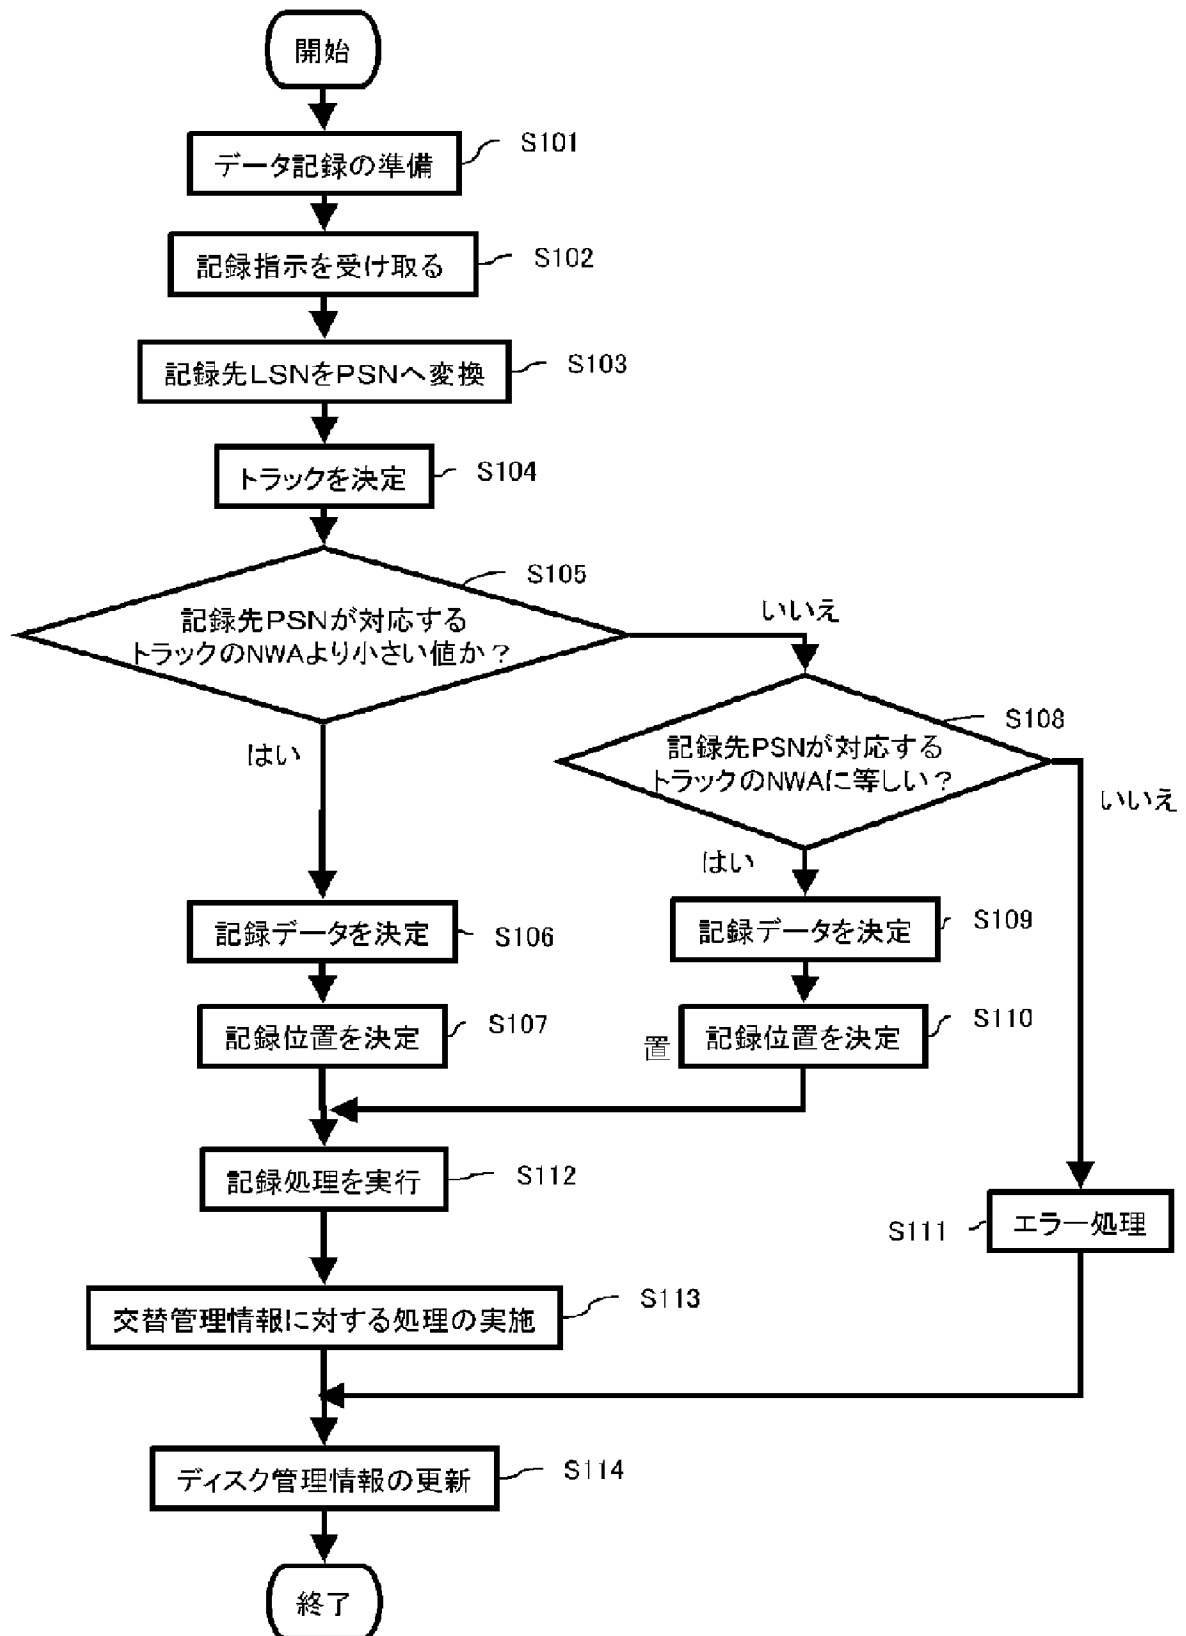 開始
データ記録の準備
S101
記録指示を受け取る
S102
記録先LSNをPSNへ変換
S103
トラックを決定
S104
S105
記録先PSNが対応する
トラックのNWAより小さい値か?
いいえ
はい
S108
記録先PSNが対応する
トラックのNWAに等しい?
いいえ
はい
記録データを決定
S106
記録データを決定
S109
記録位置を決定
S107
置
記録位置を決定
S110
記録処理を実行
S112
S111
エラー処理
交替管理情報に対する処理の実施
S113
ディスク管理情報の更新
S114
終了